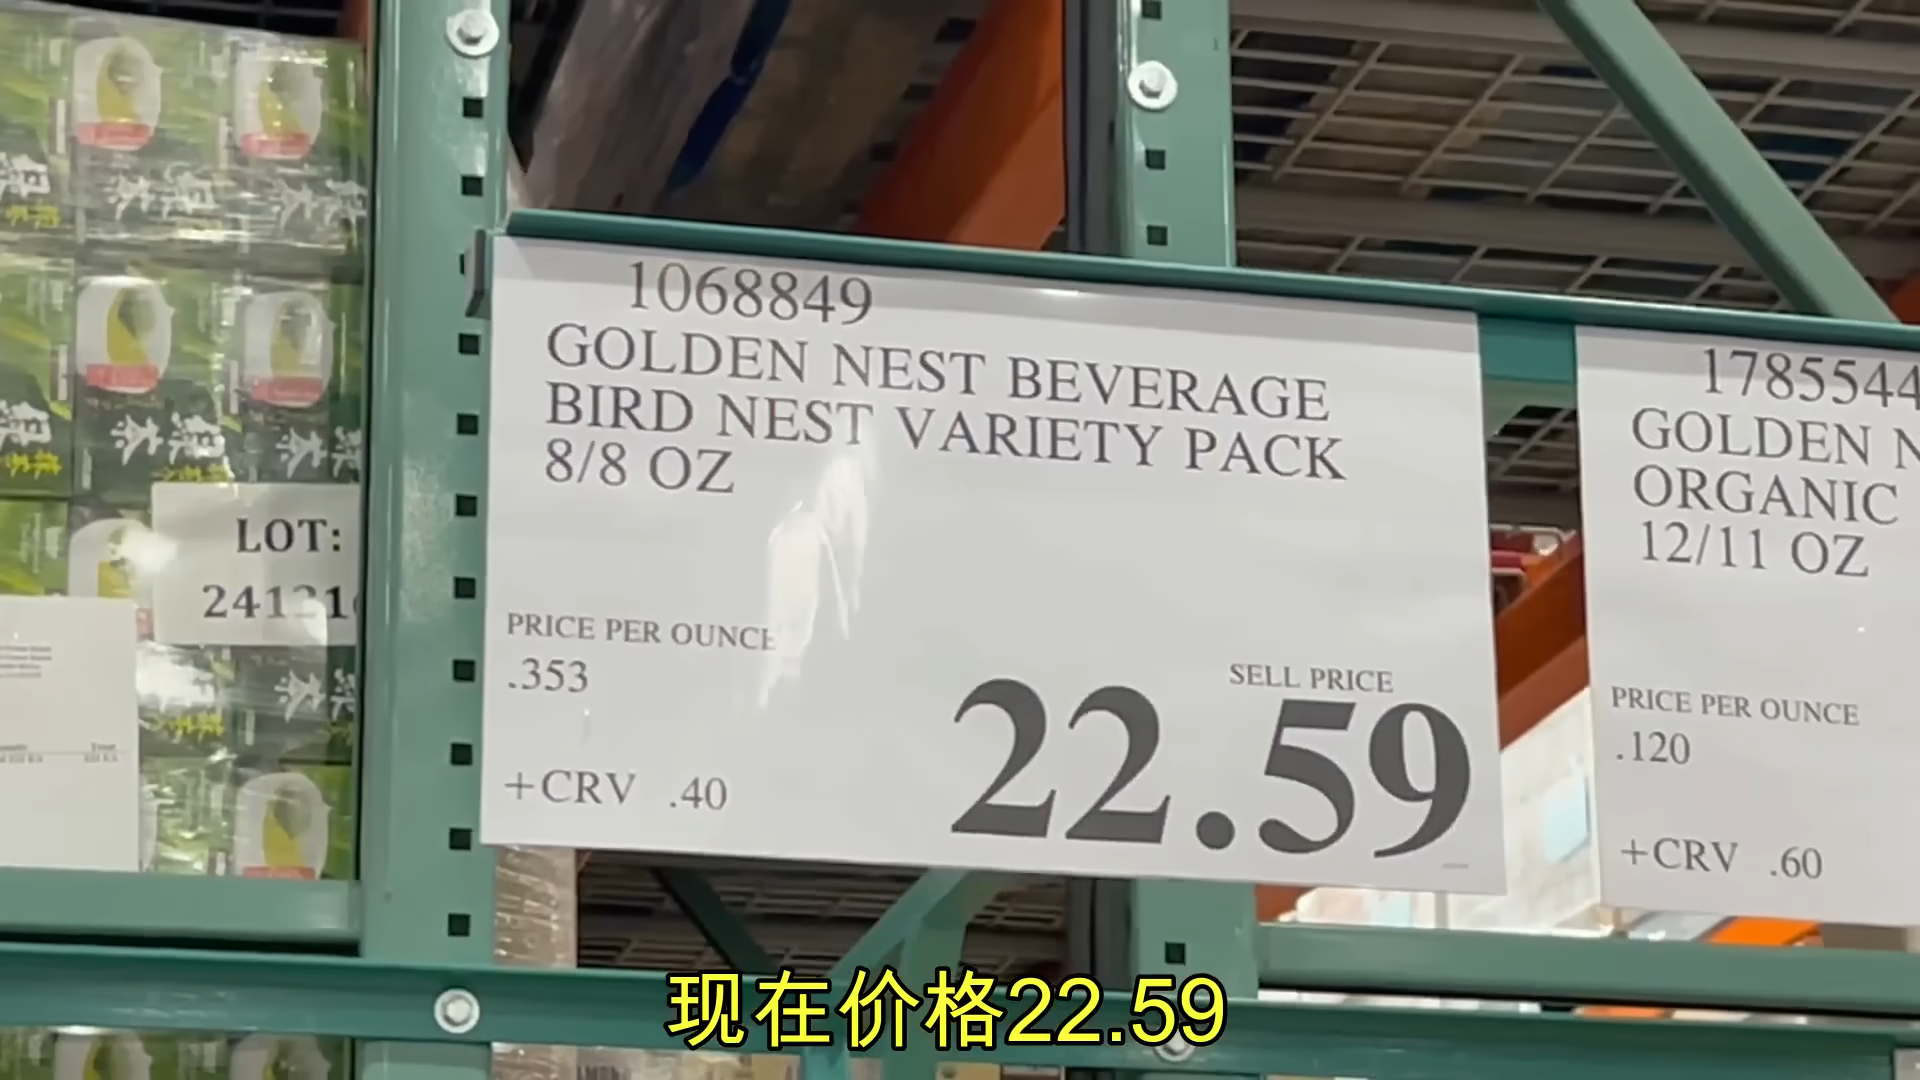 1068849
GOLDEN NEST BEVERAGE
BIRD NEST VARIETY PACK
8/8 OZ
PRICE PER OUNCE
.353
SELL PRICE
22.59
+CRV .40
1785544
GOLDEN N
ORGANIC
12/11 OZ
PRICE PER OUNCE
.120
+CRV .60
LOT:
现在价格22.59